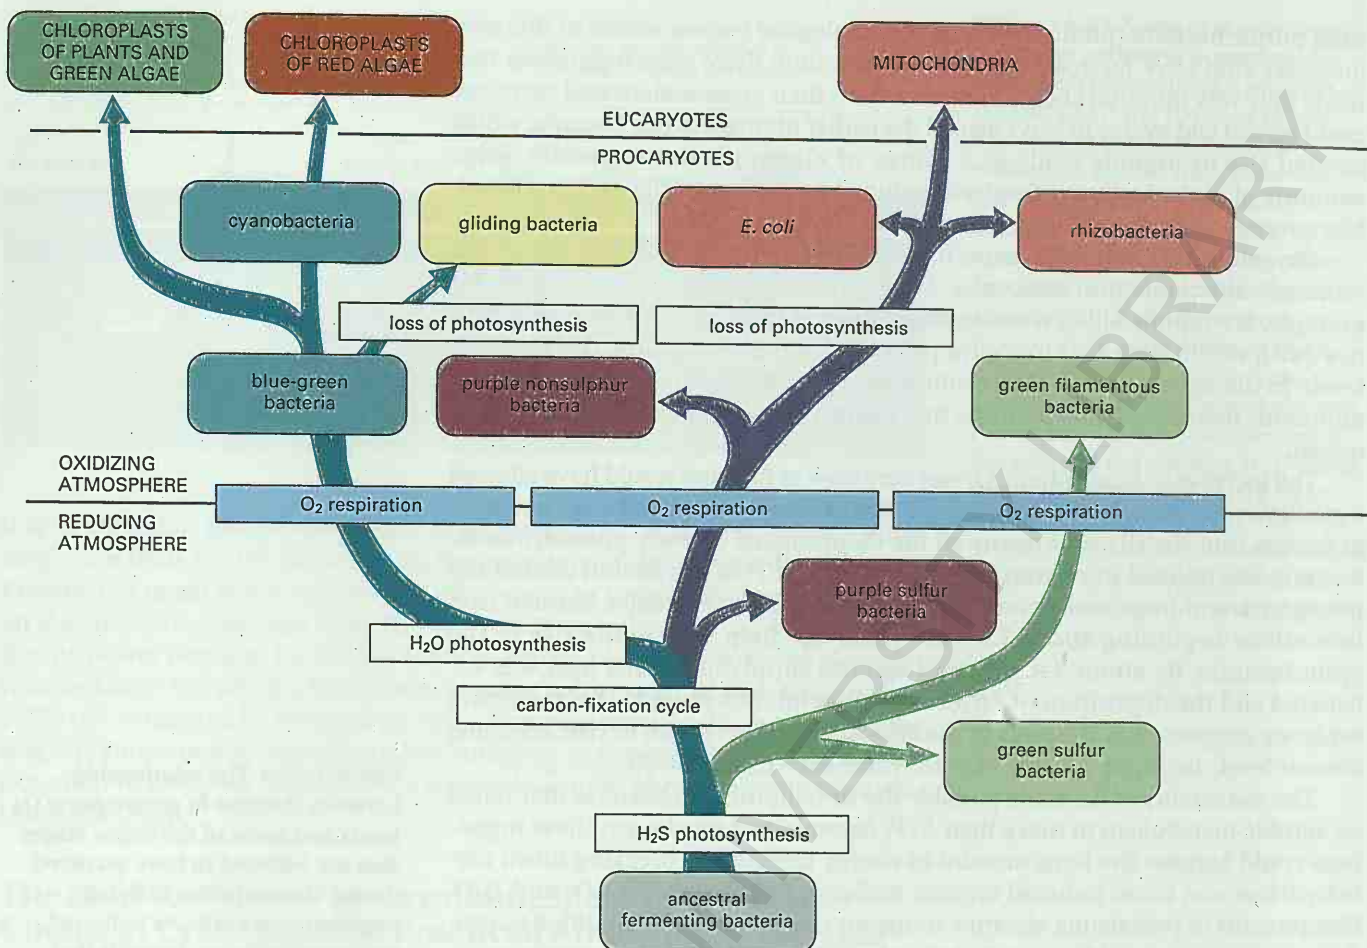 CHLOROPLASTS
OF PLANTS AND
GREEN ALGAE
CHLOROPLASTS
OF RED ALGAE
MITOCHONDRIA
EUCARYOTES
PROCARYOTES
cyanobacteria
gliding bacteria
E. coli
rhizobacteria
loss of photosynthesis
loss of photosynthesis
blue-green
bacteria
purple nonsulphur
bacteria
green filamentous
bacteria
OXIDIZING
ATMOSPHERE
O2 respiration
O2 respiration
O2 respiration
REDUCING
ATMOSPHERE
purple sulfur
bacteria
H2O photosynthesis
carbon-fixation cycle
green sulfur
bacteria
H2S photosynthesis
ancestral
fermenting bacteria
UNIVERSITY LIBRARY